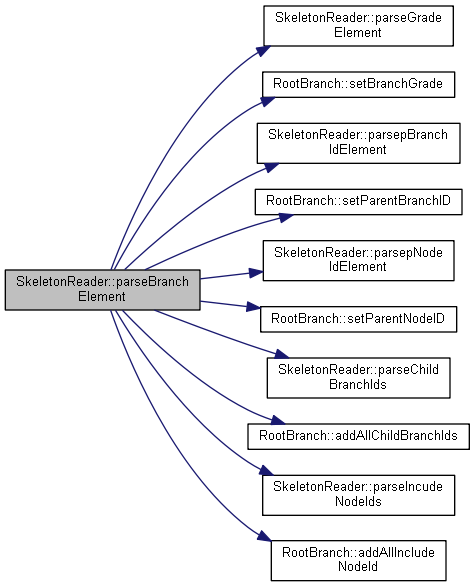 SkeletonReader::parseGrade
Element
RootBranch::setBranchGrade
SkeletonReader::parsepBranch
IdElement
RootBranch::setParentBranchID
SkeletonReader::parsepNode
IdElement
SkeletonReader::parseBranch
Element
RootBranch::setParentNodeID
SkeletonReader::parseChild
BranchIds
RootBranch::addAllChildBranchIds
SkeletonReader::parseIncude
NodeIds
RootBranch::addAllInclude
NodeId